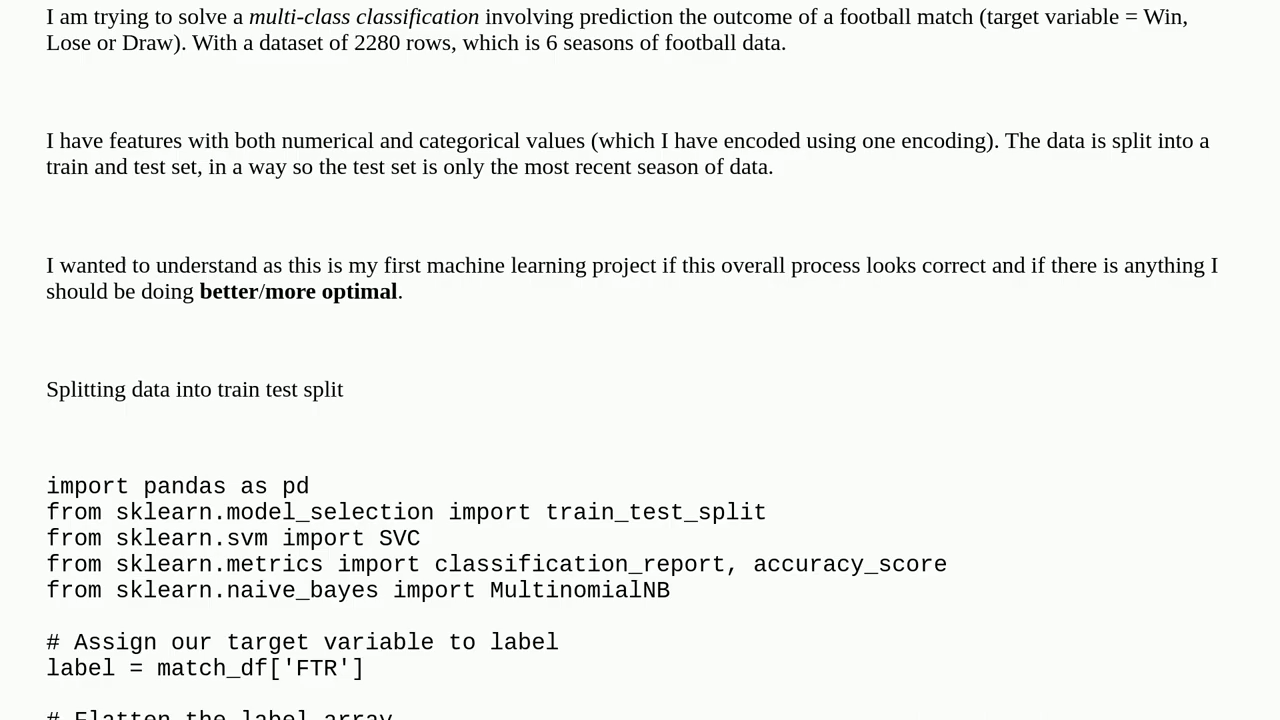 I am trying to solve a multi-class classification involving prediction the outcome of a football match (target variable = Win,
Lose or Draw). With a dataset of 2280 rows, which is 6 seasons of football data.
I have features with both numerical and categorical values (which I have encoded using one encoding). The data is split into a
train and test set, in a way so the test set is only the most recent season of data.
I wanted to understand as this is my first machine learning project if this overall process looks correct and if there is anything I
should be doing better/more optimal.
Splitting data into train test split
import pandas as pd
from sklearn.model_selection import train_test_split
from sklearn.svm import SVC
from sklearn.metrics import classification_report, accuracy_score
from sklearn.naive_bayes import MultinomialNB
# Assign our target variable to label
label = match_df['FTR']
# Flatten the label array